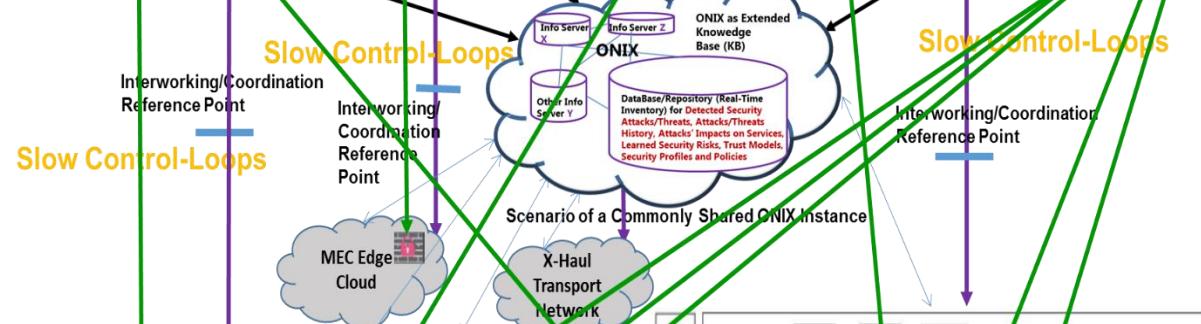 Info Server
X
Info Server Z
ONIX
ONIX as Extended
Knowedge
Base (KB)
Slow Control-Loops
Slow Control-Loops
Interworking/Coordination
Reference Point
Interworking/
Coordination
Reference
Point
Other Info
Server Y
DataBase/Repository (Real-Time
Inventory) for Detected Security
Attacks/Threats, Attacks/Threats
History, Attacks' Impacts on Services,
Learned Security Risks, Trust Models,
Security Profiles and Policies
Interworking/Coordination
Reference Point
Slow Control-Loops
Scenario of a Commonly Shared ONIX Instance
MEC Edge
Cloud
X-Haul
Transport
Network